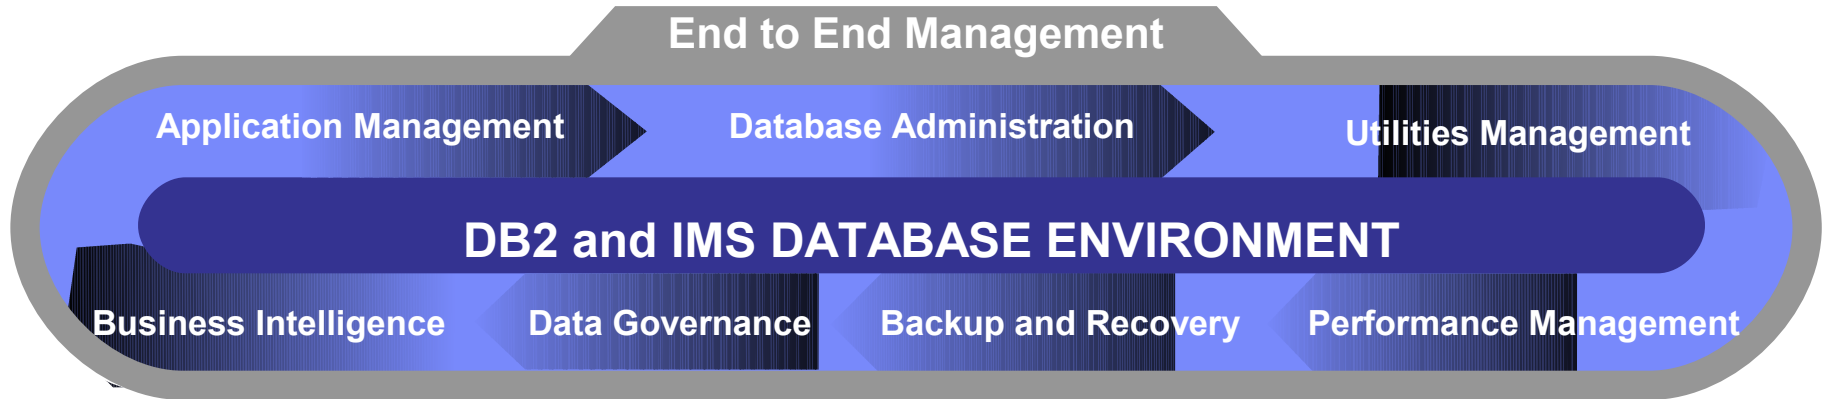 End to End Management
Application Management
Database Administration
Utilities Management
DB2 and IMS DATABASE ENVIRONMENT
Business Intelligence
Data Governance
Backup and Recovery
Performance Management